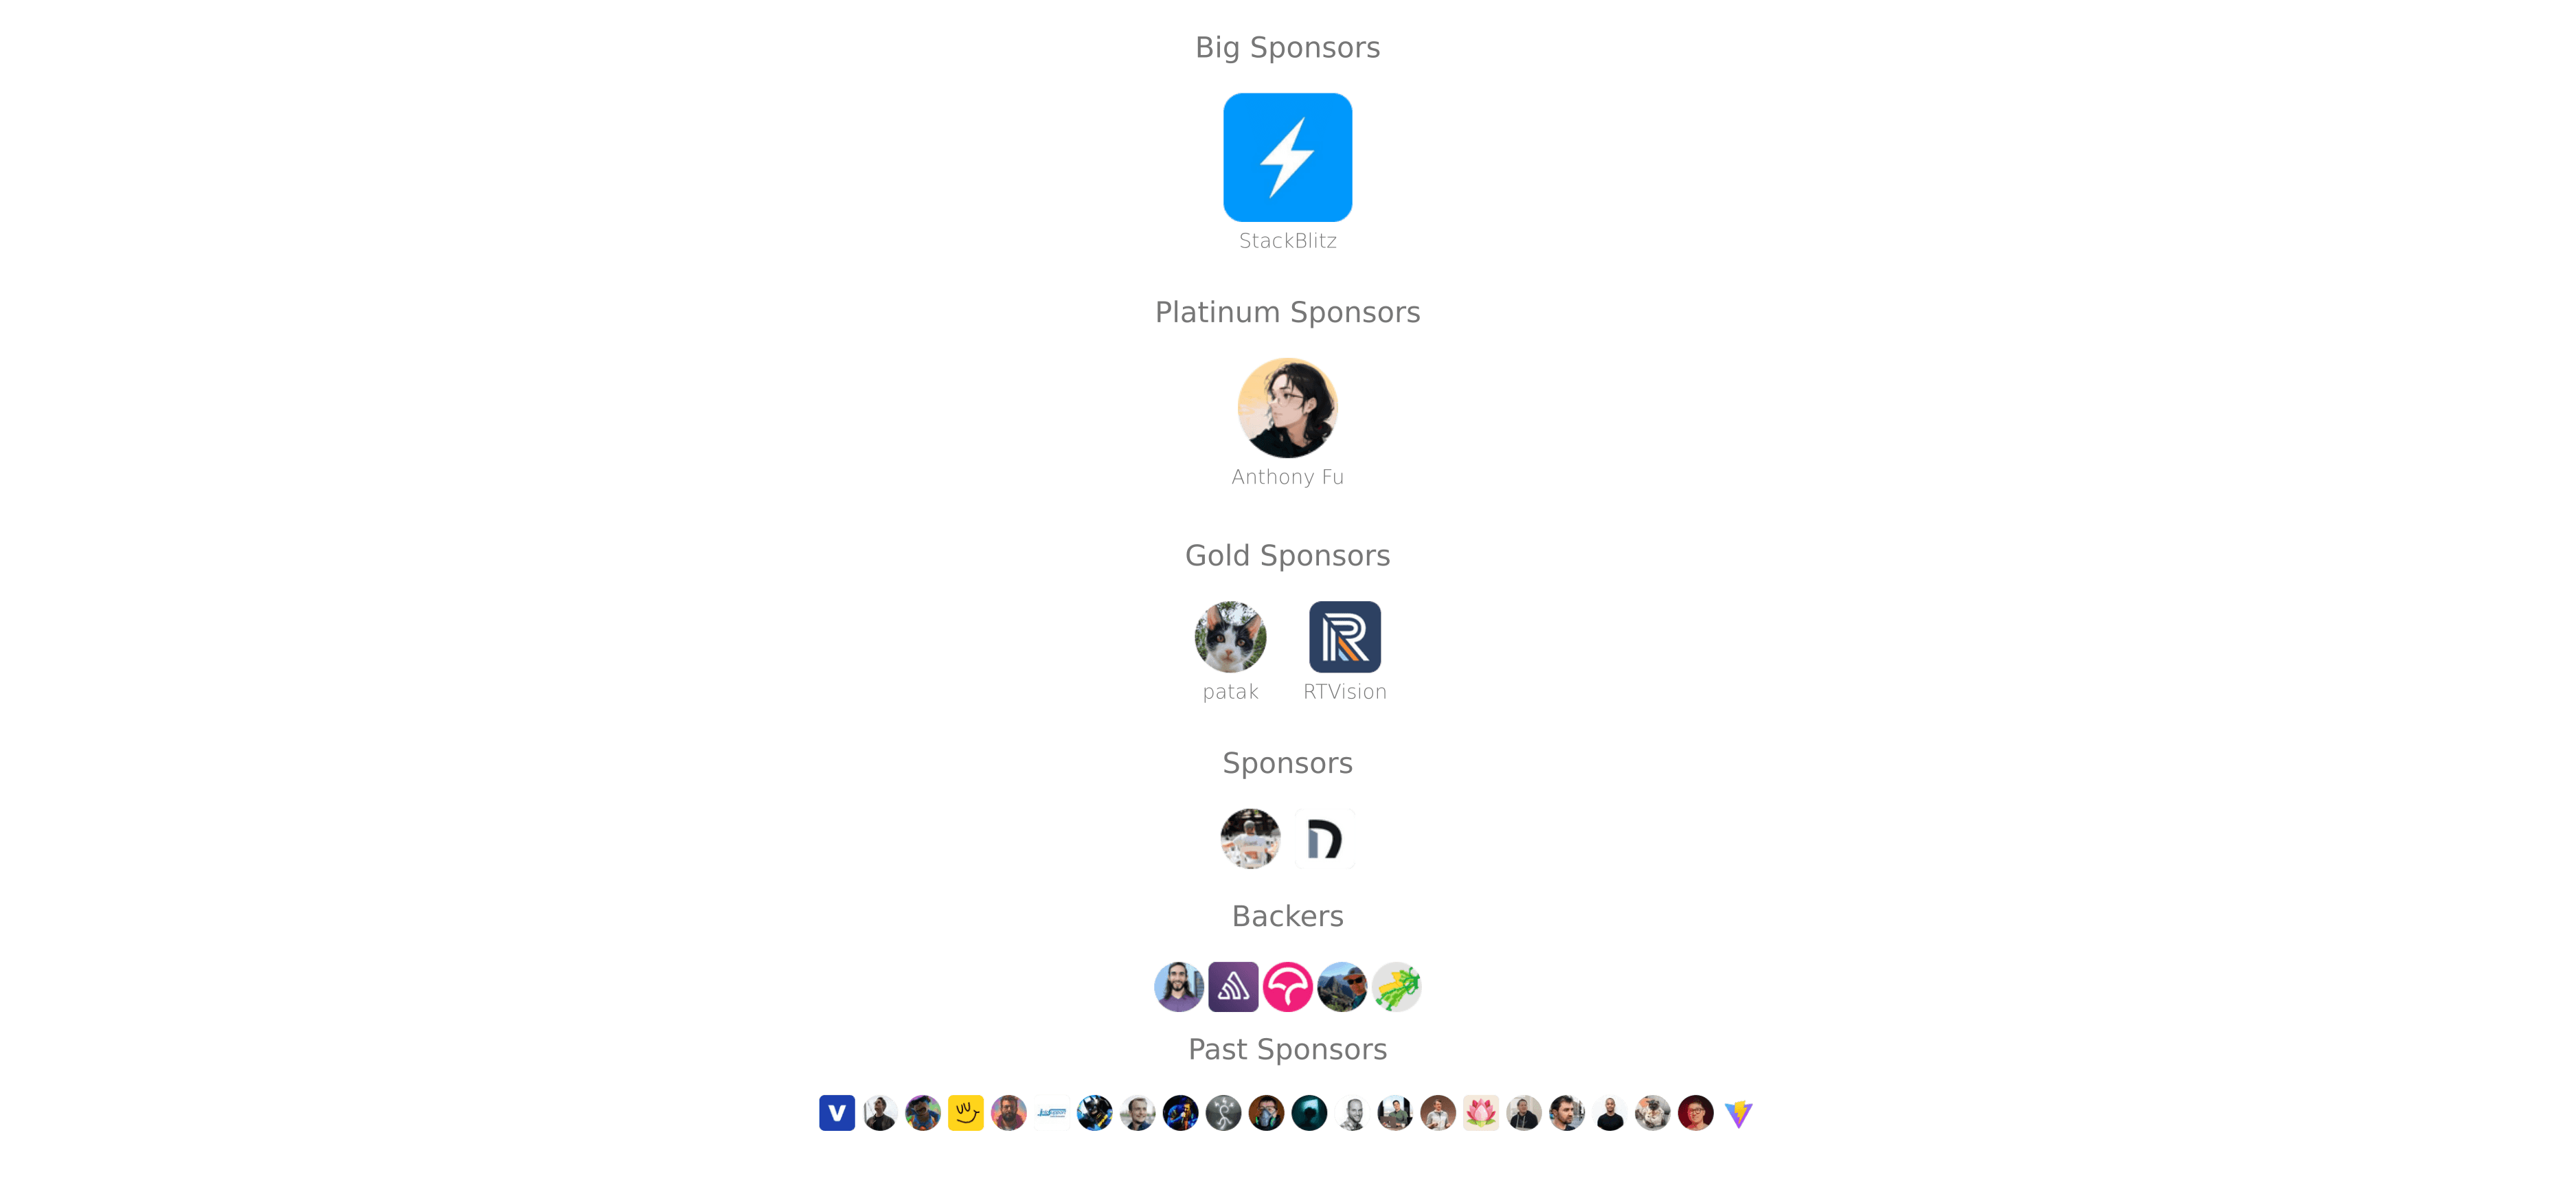 Big Sponsors
StackBlitz
Platinum Sponsors
Anthony Fu
Gold Sponsors
patak
RTVision
Sponsors
Backers
Past Sponsors
V